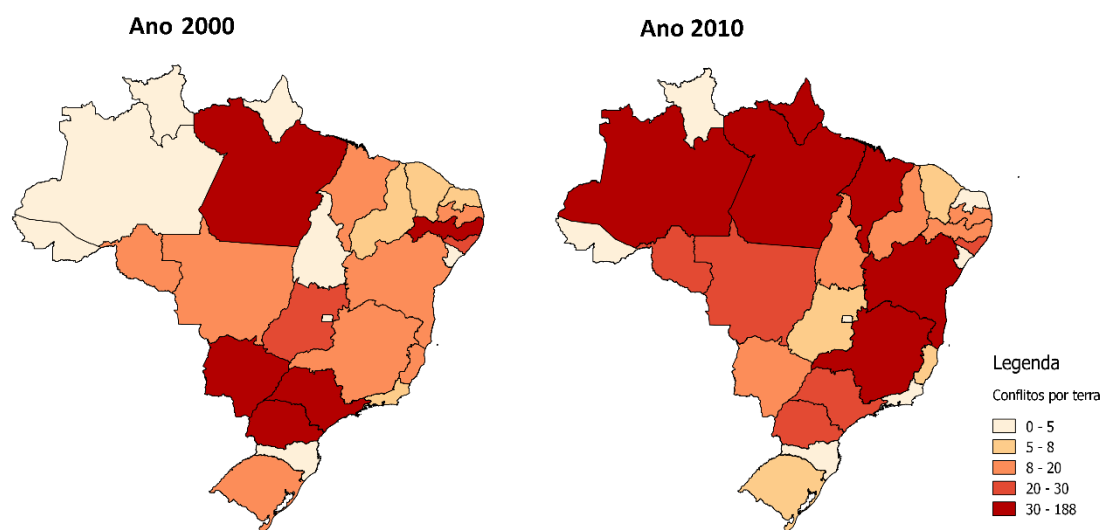 Ano 2000
Ano 2010
Legenda
Conflitos por terra
0 - 5
5 - 8
8 - 20
20 - 30
30 - 188